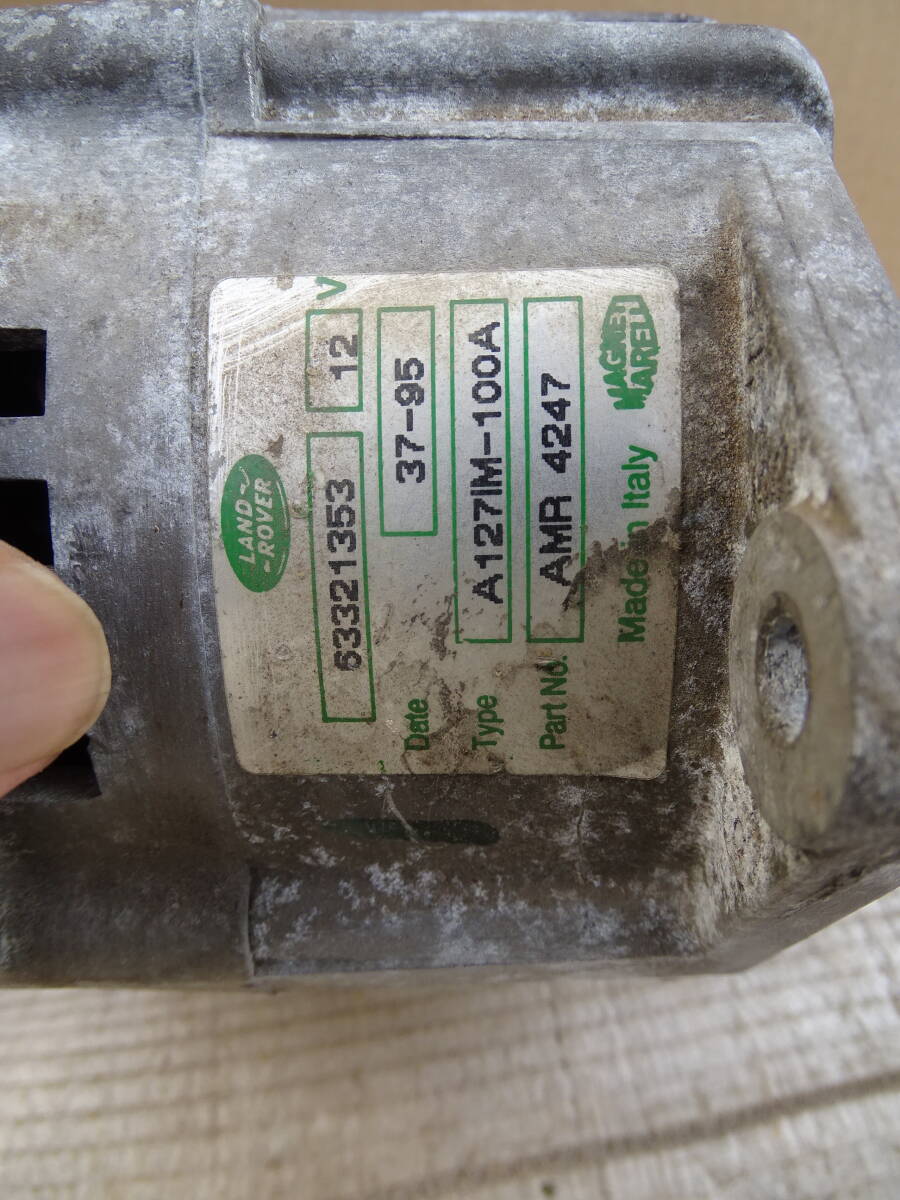 LAND
-ROVER
63321353 12 V
Date 37-95
Type A127IM-100A
Part No. AMR 4247
Made in Italy MAGNETI
MARELLI